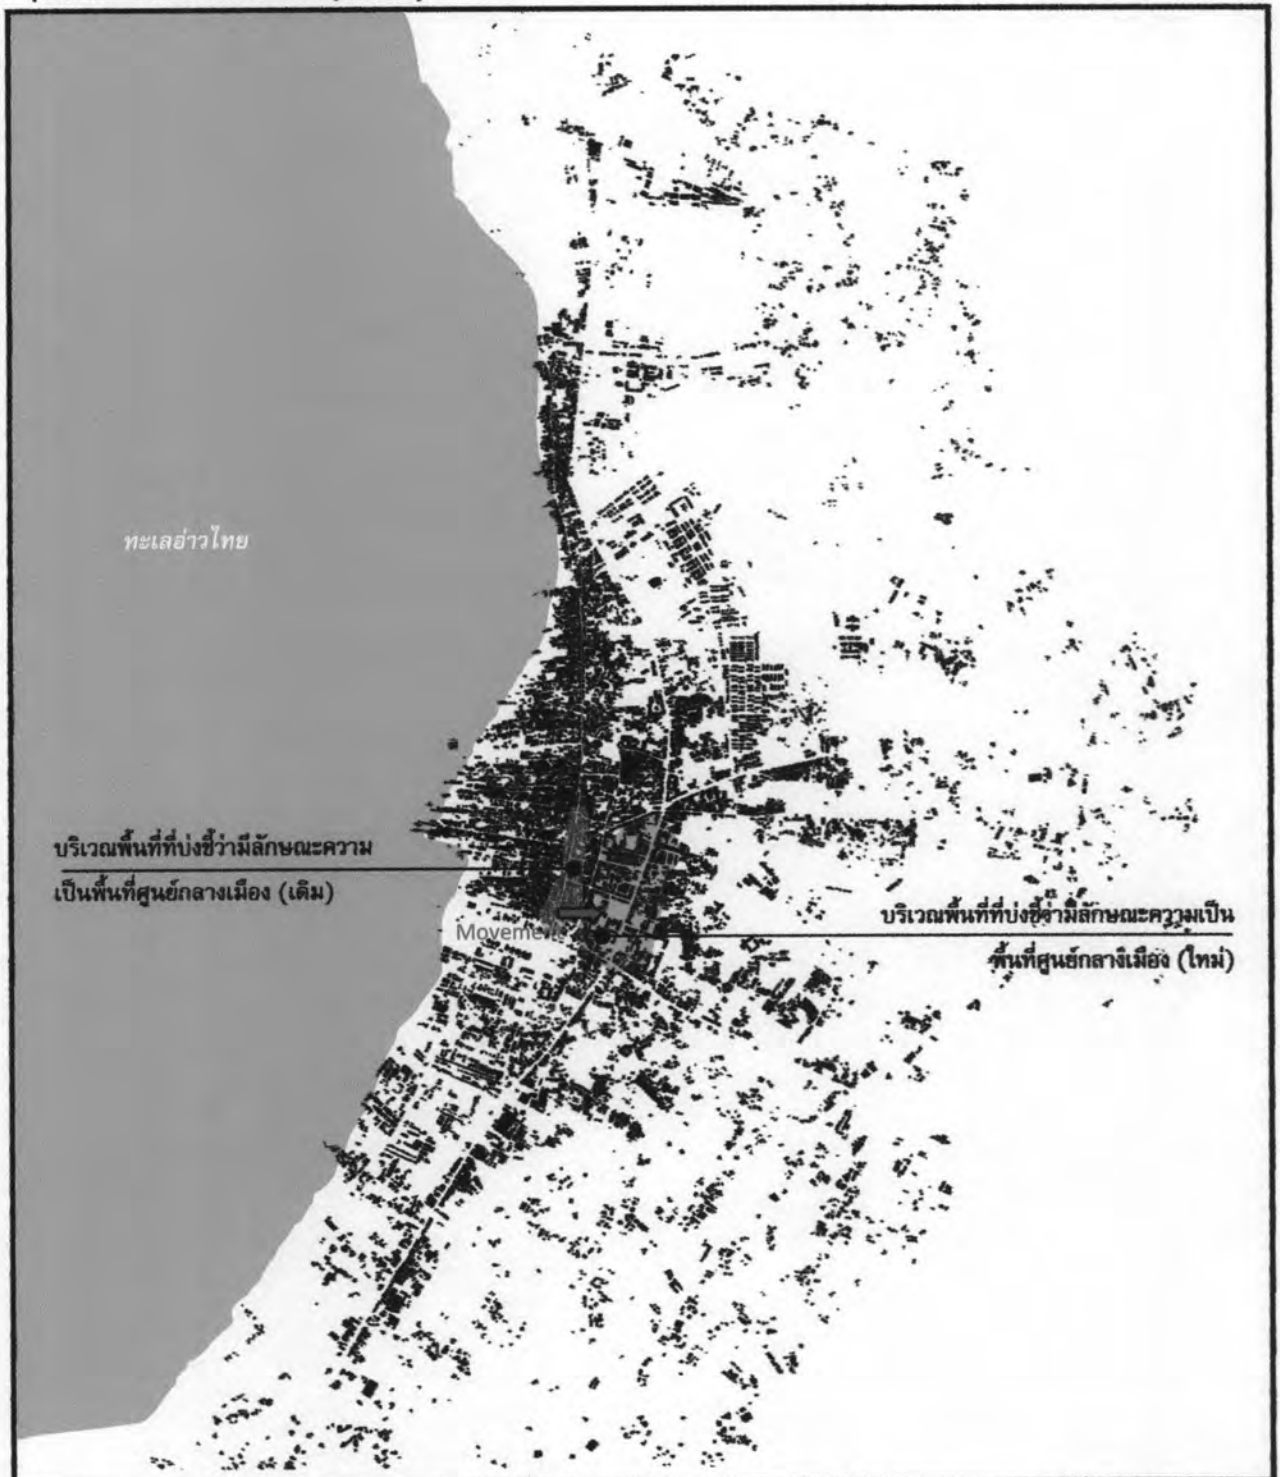 ทะเลอ่าวไทย
บริเวณพื้นที่ที่บ่งชี้ว่ามีลักษณะความ
เป็นพื้นที่ศูนย์กลางเมือง (เดิม)
Movement
บริเวณพื้นที่ที่บ่งชี้ว่ามีลักษณะความเป็น
พื้นที่ศูนย์กลางเมือง (ใหม่)